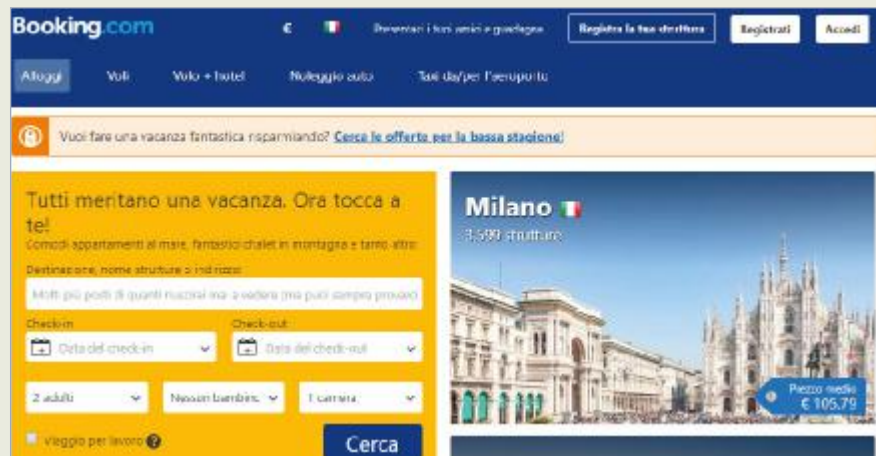 Booking.com
€
Presentaci i tuoi amici e guadagna
Registra la tua struttura
Registrati
Accedi
Alloggi
Voli
Volo + hotel
Noleggio auto
Taxi da/per l'aeroporto
Vuoi fare una vacanza fantastica risparmiando? Cerca le offerte per la bassa stagione!
Tutti meritano una vacanza. Ora tocca a
te!
Comodi appartamenti al mare, fantastici chalet in montagna e tanto altro
Destinazione, nome struttura o indirizzo:
Molti più posti di quanti riuscirai mai a vedere (ma puoi sempre provare)
Check-in
Check-out
Data del check-in
Data del check-out
2 adulti
Nessun bambino
1 camera
Viaggio per lavoro
Cerca
Milano
3.599 strutture
Prezzo medio
€ 105,79